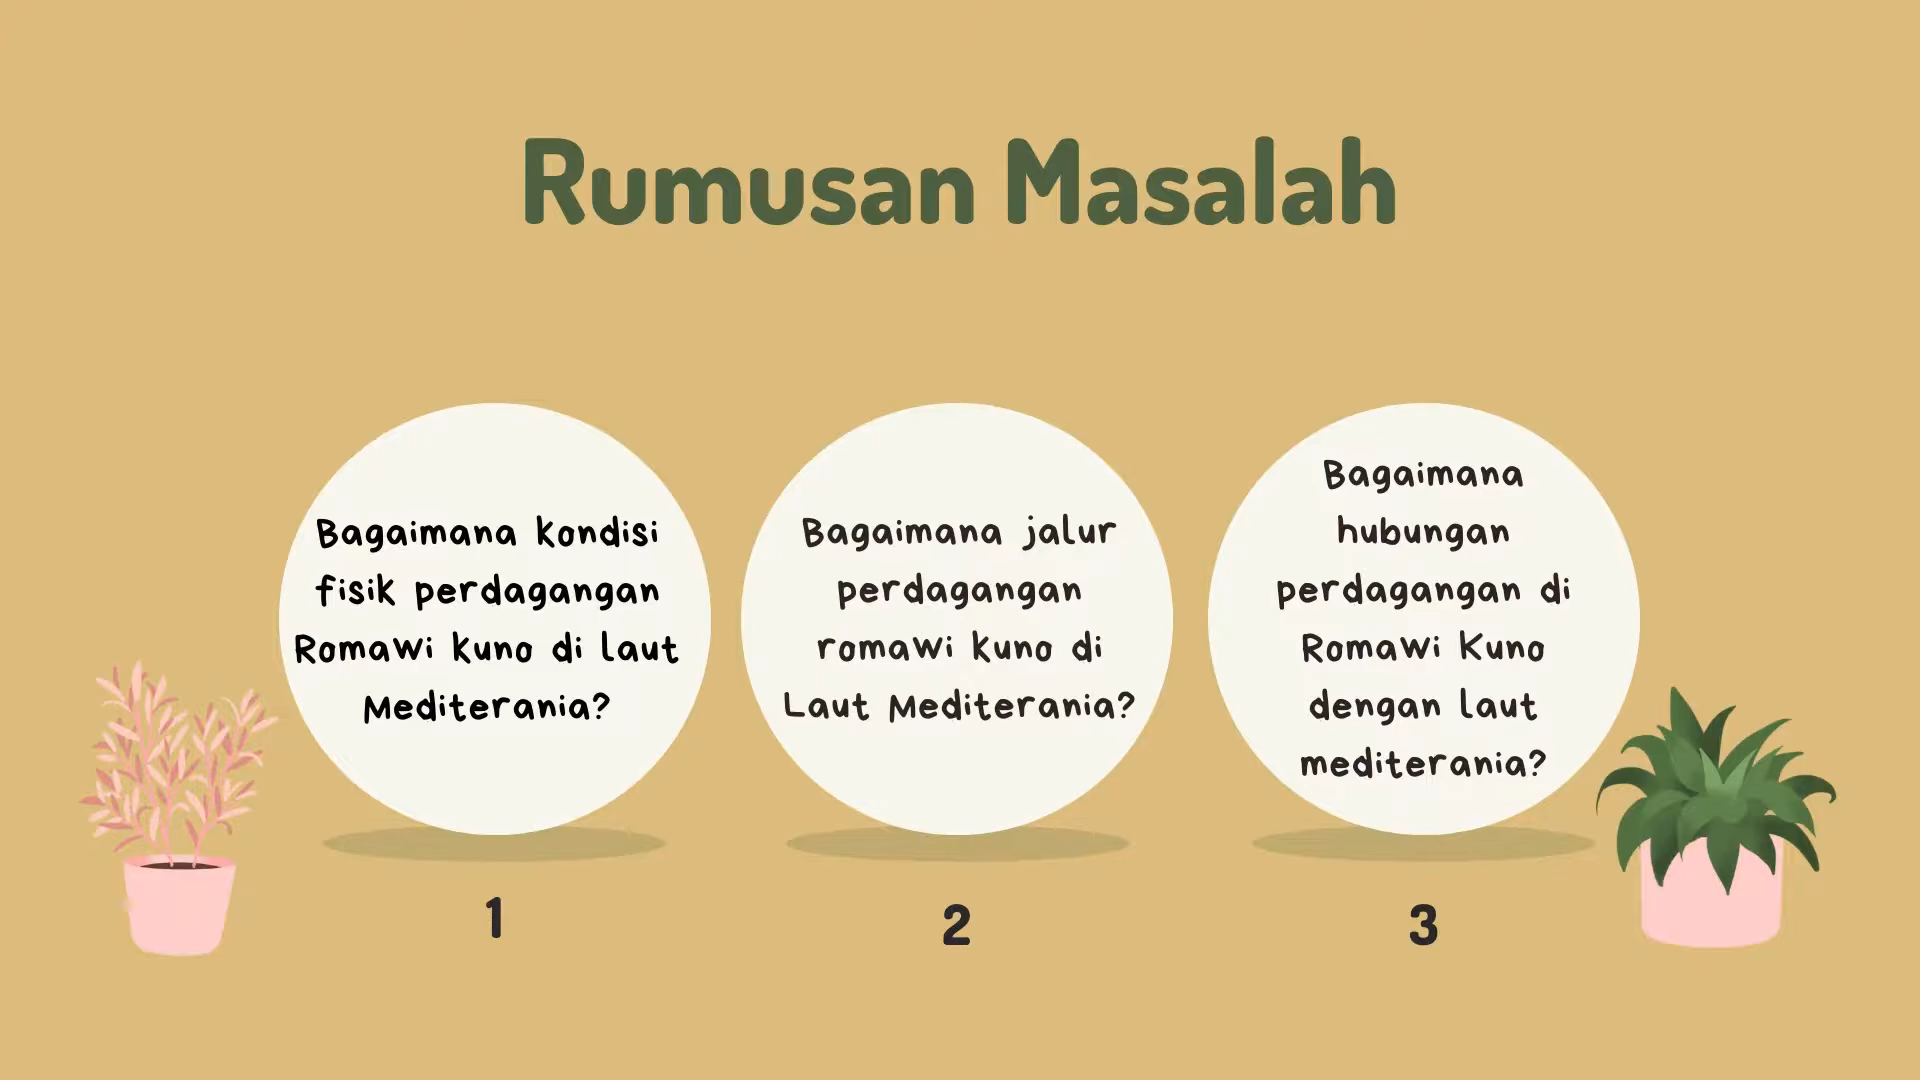 Rumusan Masalah
Bagaimana kondisi
fisik perdagangan
Romawi kuno di laut
Mediterania?
1
Bagaimana jalur
perdagangan
romawi kuno di
Laut Mediterania?
2
Bagaimana
hubungan
perdagangan di
Romawi Kuno
dengan laut
mediterania?
3